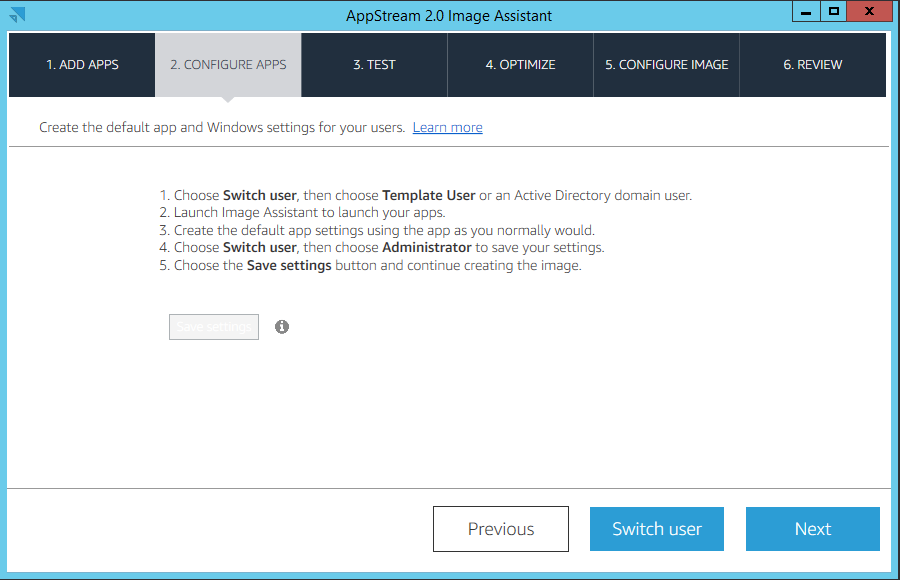 AppStream 2.0 Image Assistant
1. ADD APPS
2. CONFIGURE APPS
3. TEST
4. OPTIMIZE
5. CONFIGURE IMAGE
6. REVIEW
Create the default app and Windows settings for your users. Learn more
1. Choose Switch user, then choose Template User or an Active Directory domain user.
2. Launch Image Assistant to launch your apps.
3. Create the default app settings using the app as you normally would.
4. Choose Switch user, then choose Administrator to save your settings.
5. Choose the Save settings button and continue creating the image.
Save settings
Previous
Switch user
Next